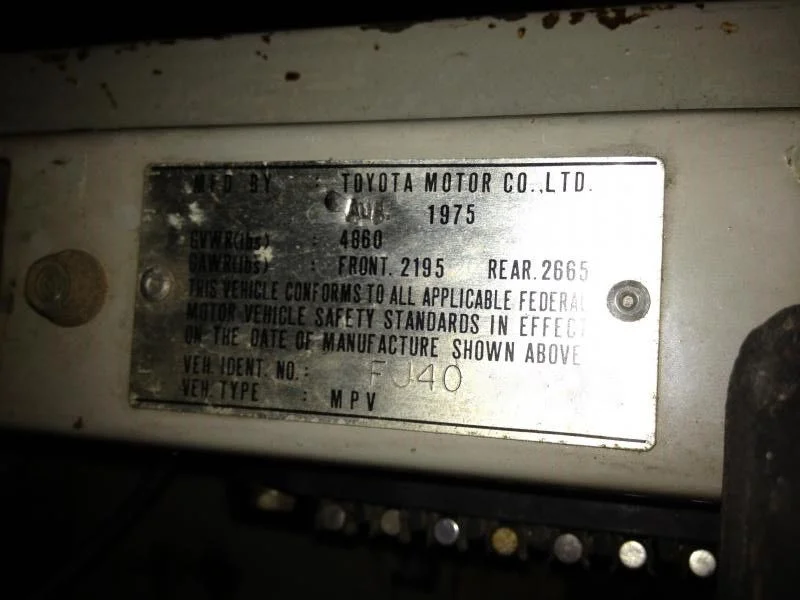 MFD BY : TOYOTA MOTOR CO.,LTD.
AUG. 1975
GVWR(lbs) : 4860
GAWR(lbs) : FRONT. 2195 REAR. 2665
THIS VEHICLE CONFORMS TO ALL APPLICABLE FEDERAL
MOTOR VEHICLE SAFETY STANDARDS IN EFFECT
ON THE DATE OF MANUFACTURE SHOWN ABOVE
VEH. IDENT. NO. : FJ40
VEH. TYPE : MPV